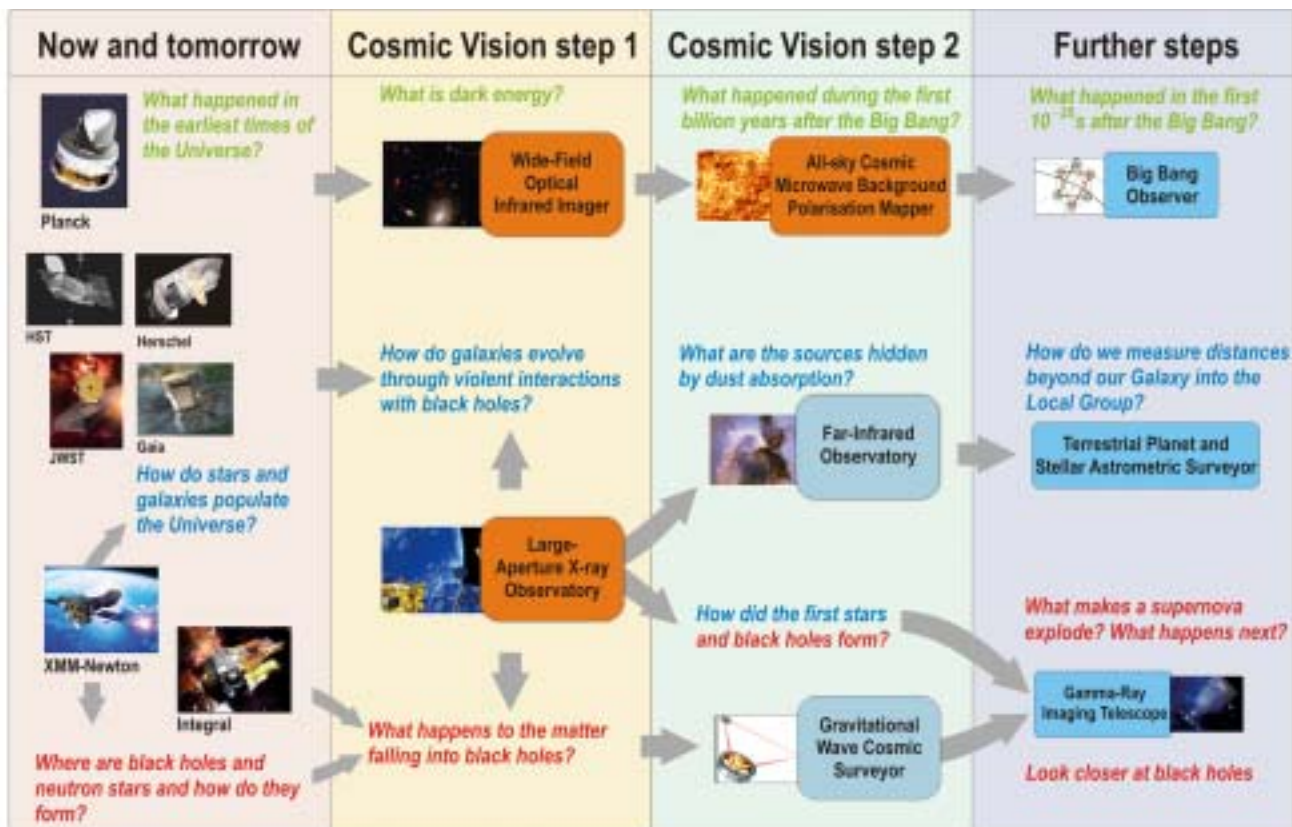 Now and tomorrow
Cosmic Vision step 1
Cosmic Vision step 2
Further steps
What happened in
the earliest times of
the Universe?
Planck
HST
Herschel
JWST
Gaia
How do stars and
galaxies populate
the Universe?
XMM-Newton
Integral
Where are black holes and
neutron stars and how do they
form?
What is dark energy?
Wide-Field
Optical
Infrared Imager
How do galaxies evolve
through violent interactions
with black holes?
Large-
Aperture X-ray
Observatory
What happens to the matter
falling into black holes?
What happened during the first
billion years after the Big Bang?
All-sky Cosmic
Microwave Background
Polarisation Mapper
What are the sources hidden
by dust absorption?
Far-Infrared
Observatory
How did the first stars
and black holes form?
Gravitational
Wave Cosmic
Surveyor
What happened in the first
s after the Big Bang?
Big Bang
Observer
How do we measure distances
beyond our Galaxy into the
Local Group?
Terrestrial Planet and
Stellar Astrometric Surveyor
What makes a supernova
explode? What happens next?
Gamma-Ray
Imaging Telescope
Look closer at black holes